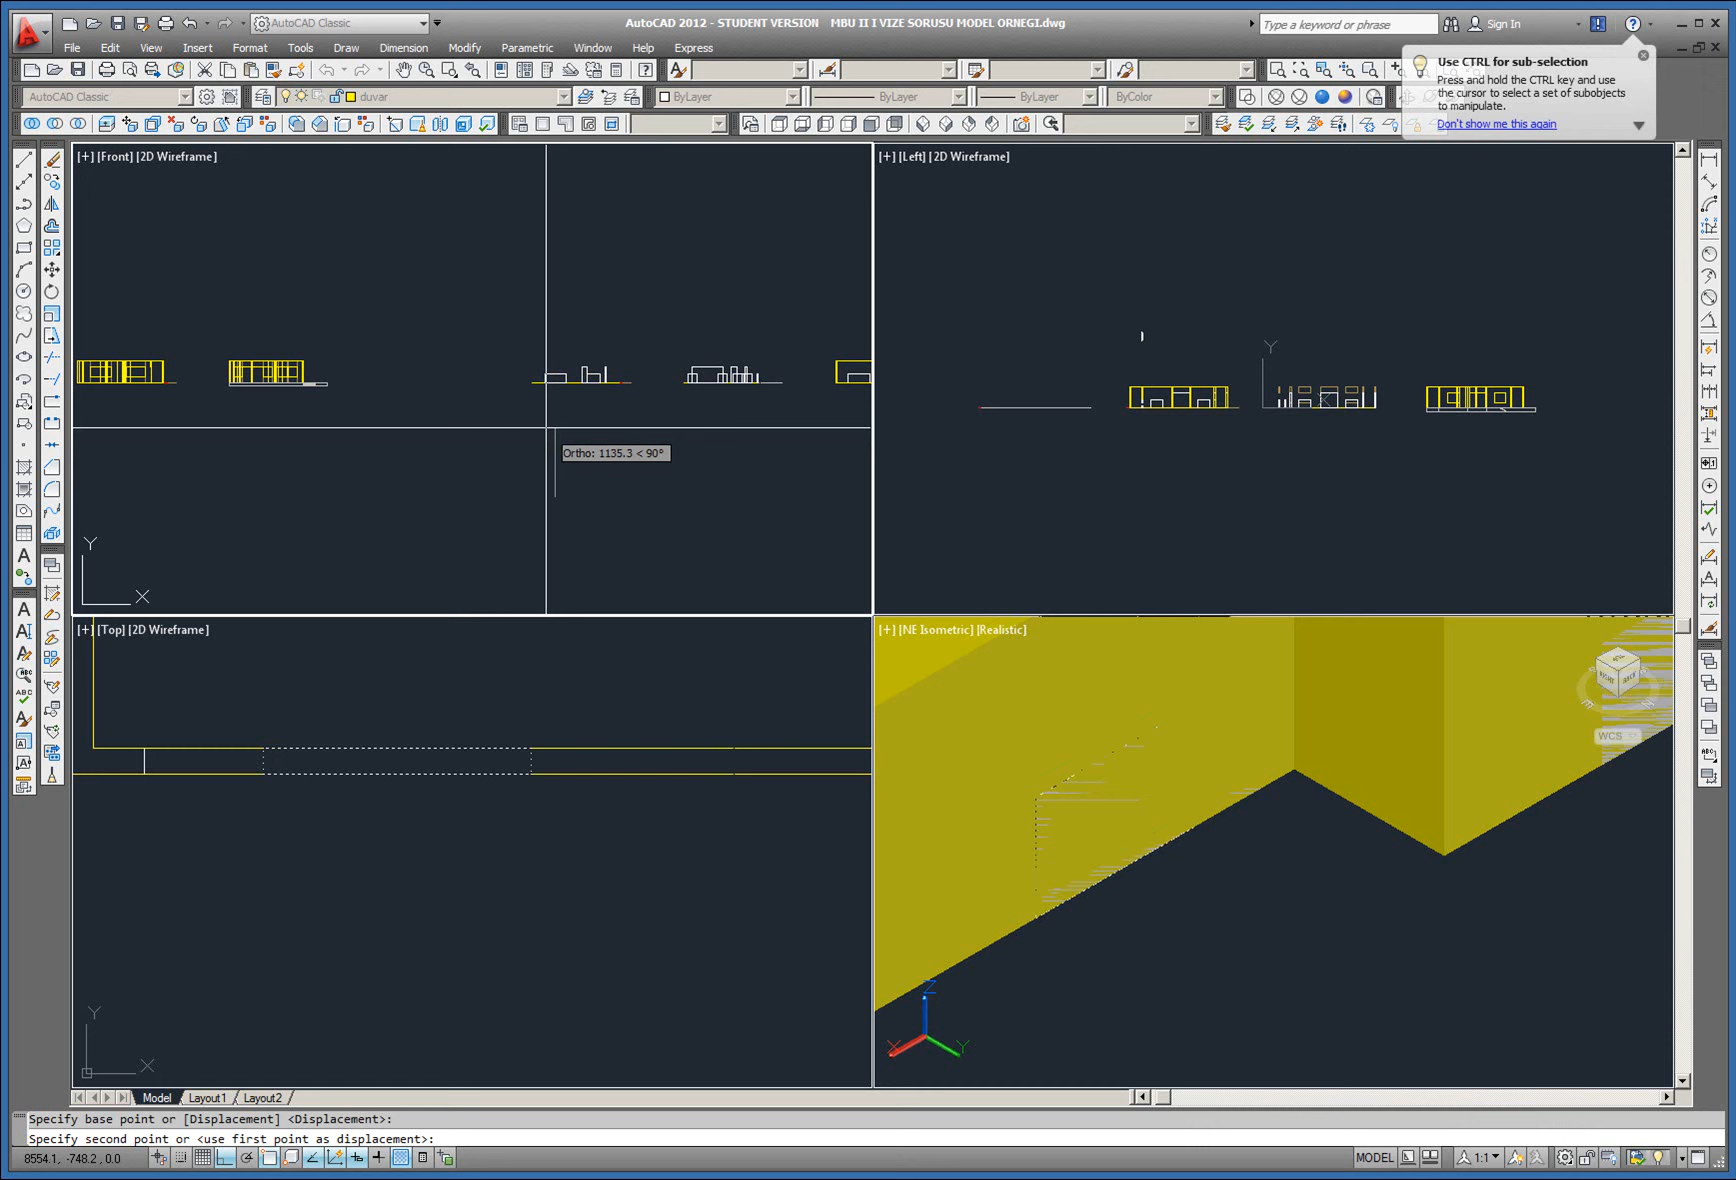 AutoCAD Classic
AutoCAD 2012 - STUDENT VERSION MBU II I VIZE SORUSU MODEL ORNEGI.dwg
Type a keyword or phrase
Sign In
File Edit View Insert Format Tools Draw Dimension Modify Parametric Window Help Express
Use CTRL for sub-selection
Press and hold the CTRL key and use
the cursor to select a set of subobjects
to manipulate.
Don't show me this again
AutoCAD Classic
duvar
ByLayer
ByLayer
ByLayer
ByColor
[+] [Front] [2D Wireframe]
[+] [Left] [2D Wireframe]
Y
Ortho: 1135.3 < 90°
Y
X
[+] [Top] [2D Wireframe]
[+] [NE Isometric] [Realistic]
RIGHT
BACK
WCS
Y
X
Z
X
Y
Model Layout1 Layout2
Specify base point or [Displacement] <Displacement>:
Specify second point or <use first point as displacement>:
8554.1, -748.2 , 0.0
MODEL
1:1